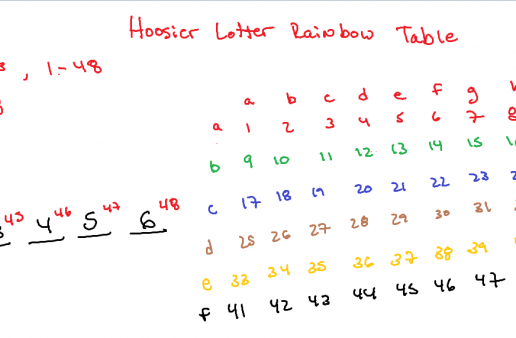 Hoosier Lotter Rainbow Table
, 1-48
a b c d e f g
a 1 2 3 4 5 6 7 8
b 9 10 11 12 13 14 15
c 17 18 19 20 21 22 23
d 25 26 27 28 29 30 31
45 4 46 5 47 6 48
e 33 34 35 36 37 38 39
f 41 42 43 44 45 46 47